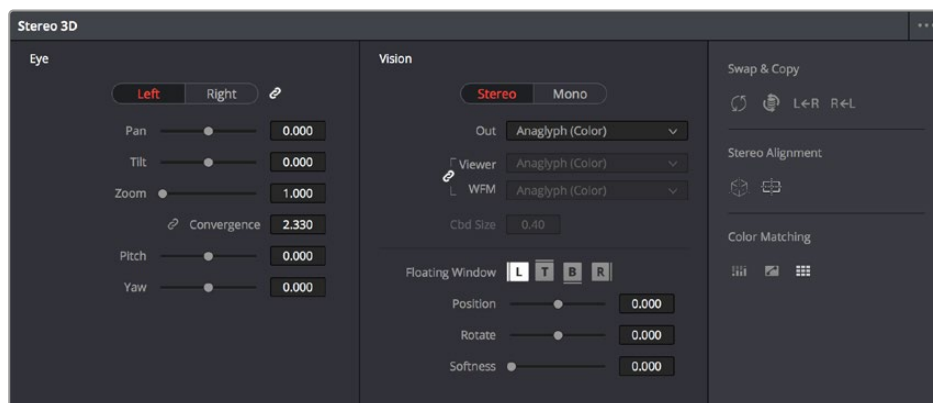 Stereo 3D
Eye
Left Right
Pan 0.000
Tilt 0.000
Zoom 1.000
Convergence 2.330
Pitch 0.000
Yaw 0.000
Vision
Stereo Mono
Out Anaglyph (Color)
Viewer Anaglyph (Color)
WFM Anaglyph (Color)
Cbd Size 0.40
Floating Window L T B R
Position 0.000
Rotate 0.000
Softness 0.000
Swap & Copy
L←R R←L
Stereo Alignment
Color Matching